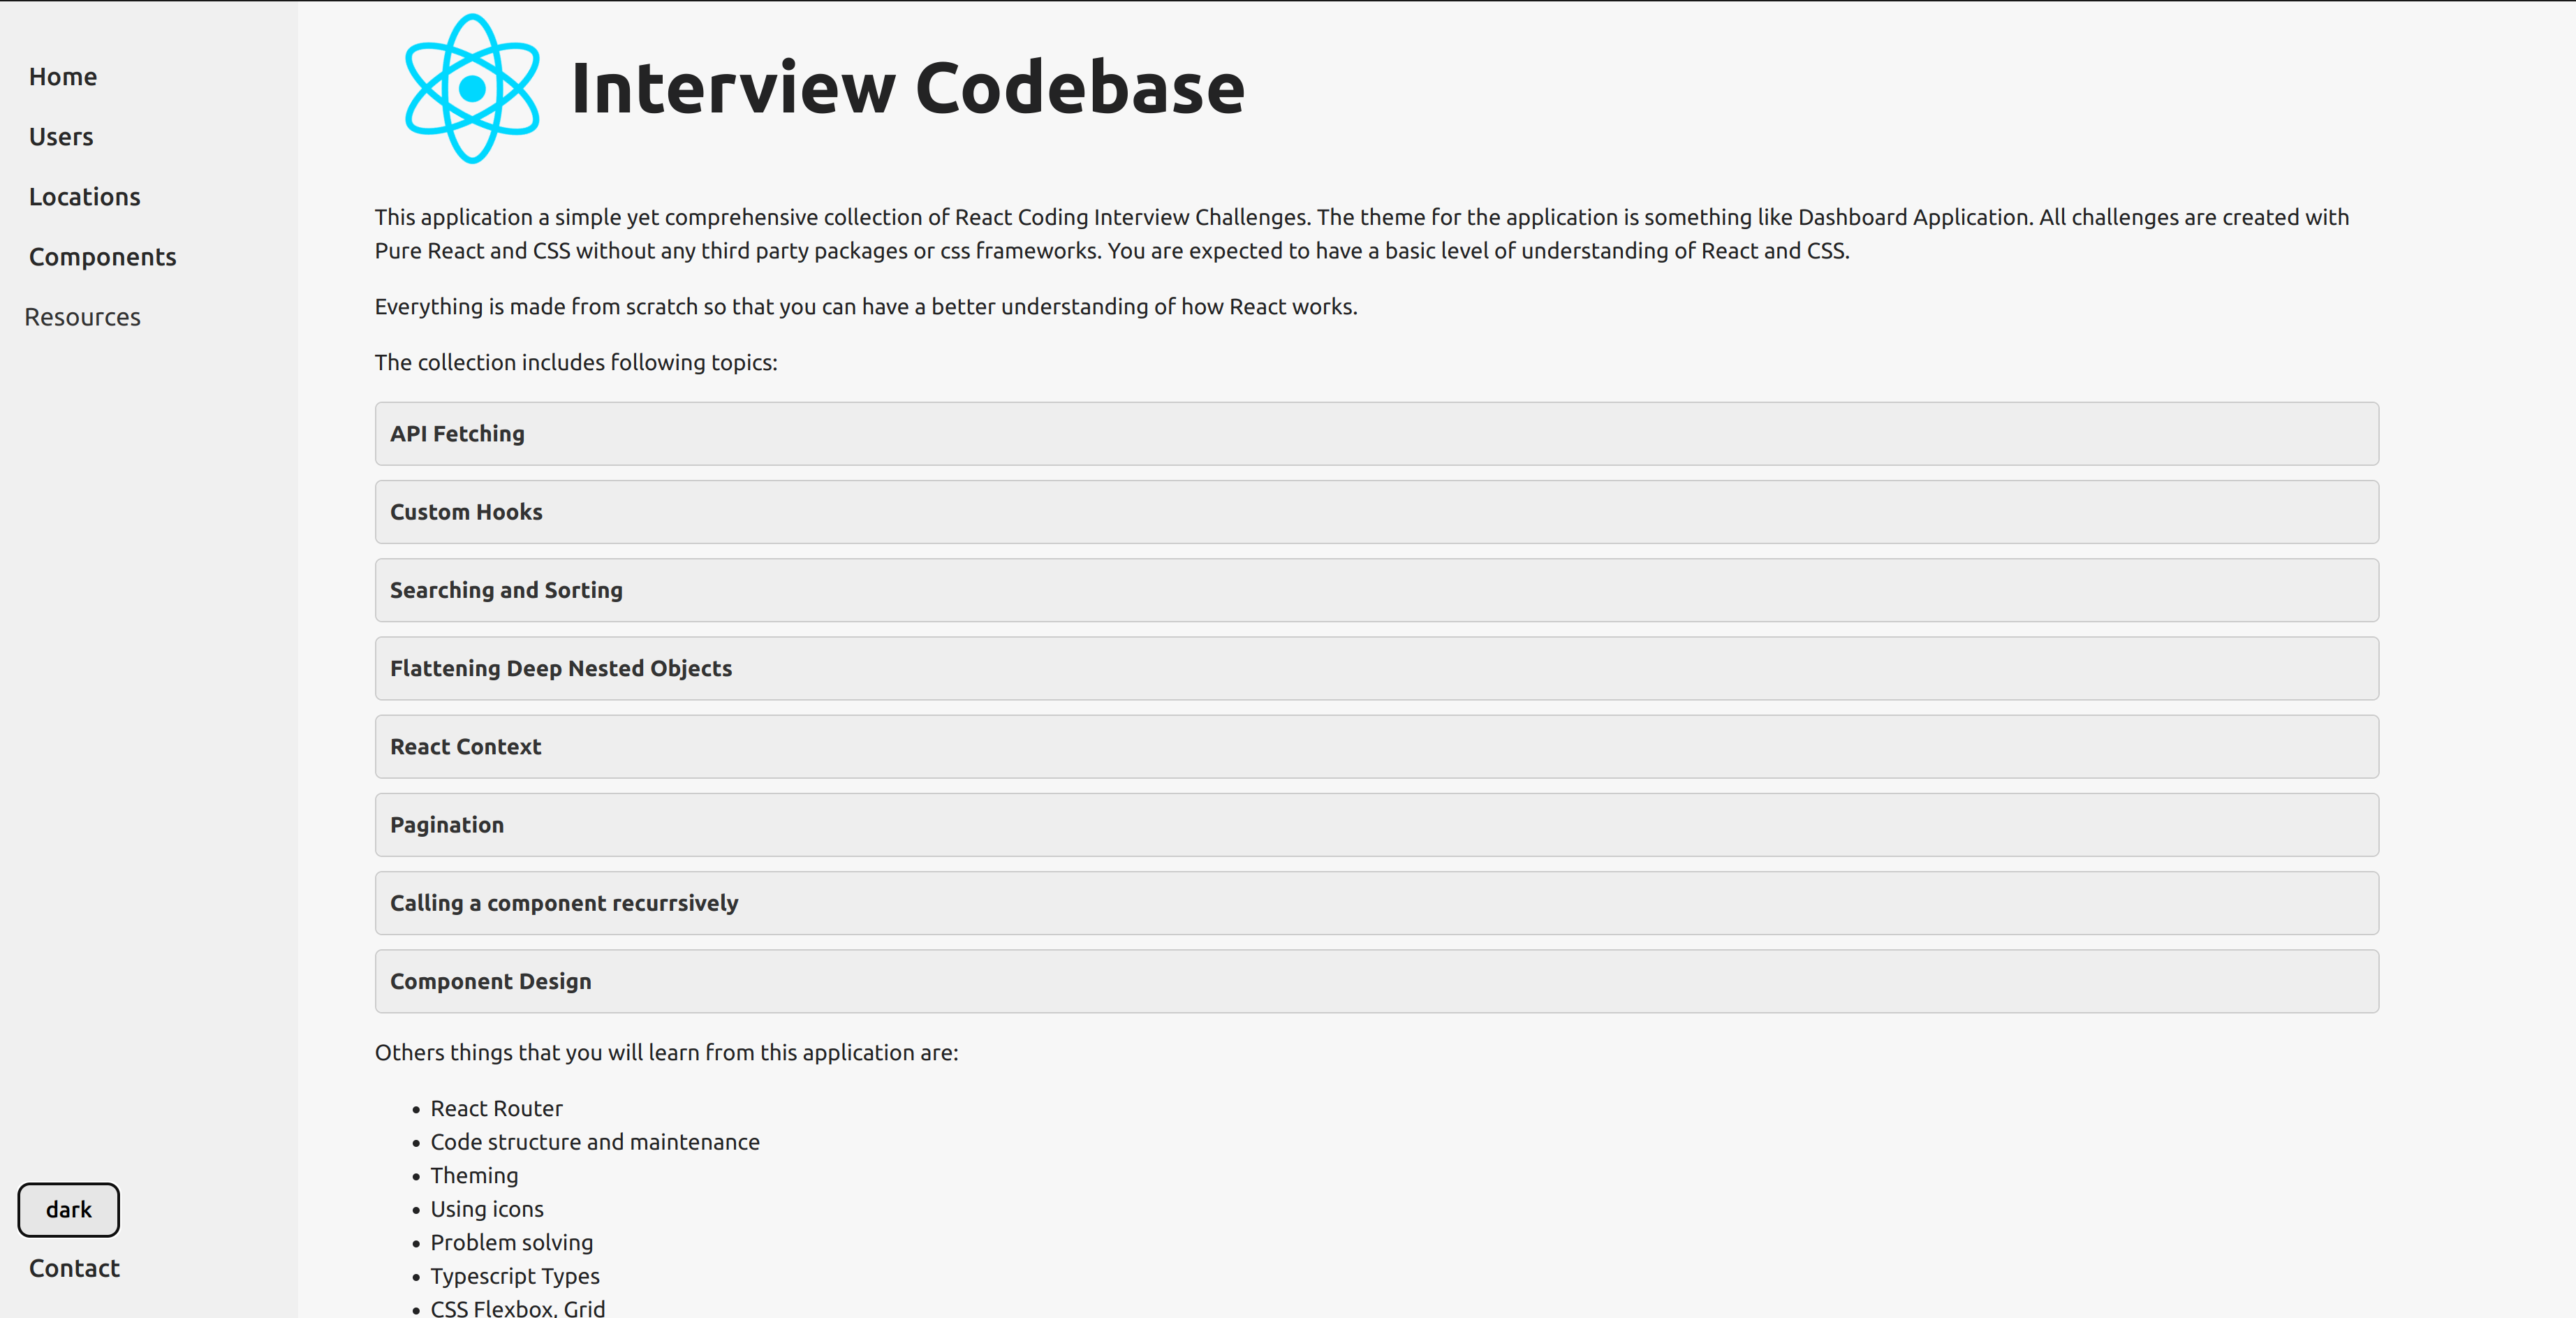 Home
Users
Locations
Components
Resources
dark
Contact
Interview Codebase
This application a simple yet comprehensive collection of React Coding Interview Challenges. The theme for the application is something like Dashboard Application. All challenges are created with
Pure React and CSS without any third party packages or css frameworks. You are expected to have a basic level of understanding of React and CSS.
Everything is made from scratch so that you can have a better understanding of how React works.
The collection includes following topics:
API Fetching
Custom Hooks
Searching and Sorting
Flattening Deep Nested Objects
React Context
Pagination
Calling a component recurrsively
Component Design
Others things that you will learn from this application are:
• React Router
• Code structure and maintenance
• Theming
• Using icons
• Problem solving
• Typescript Types
• CSS Flexbox, Grid